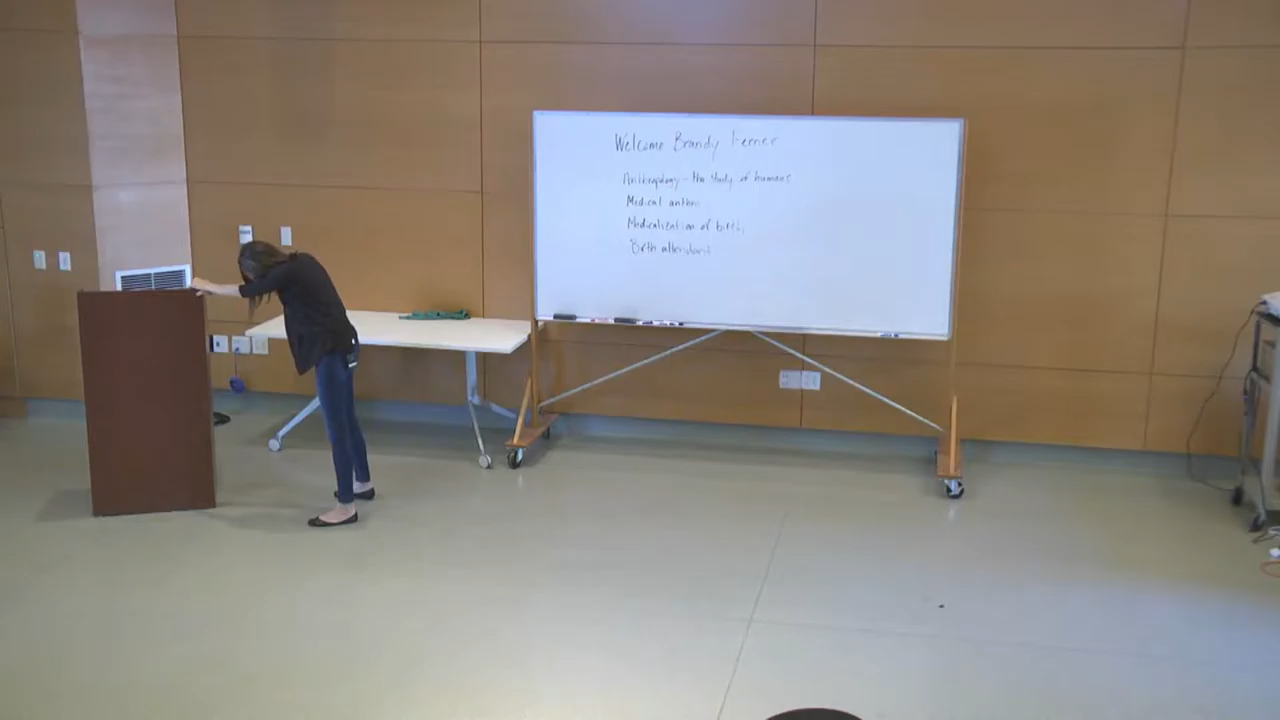 Welcome Brandy
Anthropology - the study of humans
Medical anthro
Medicalization of birth
Birth attendant